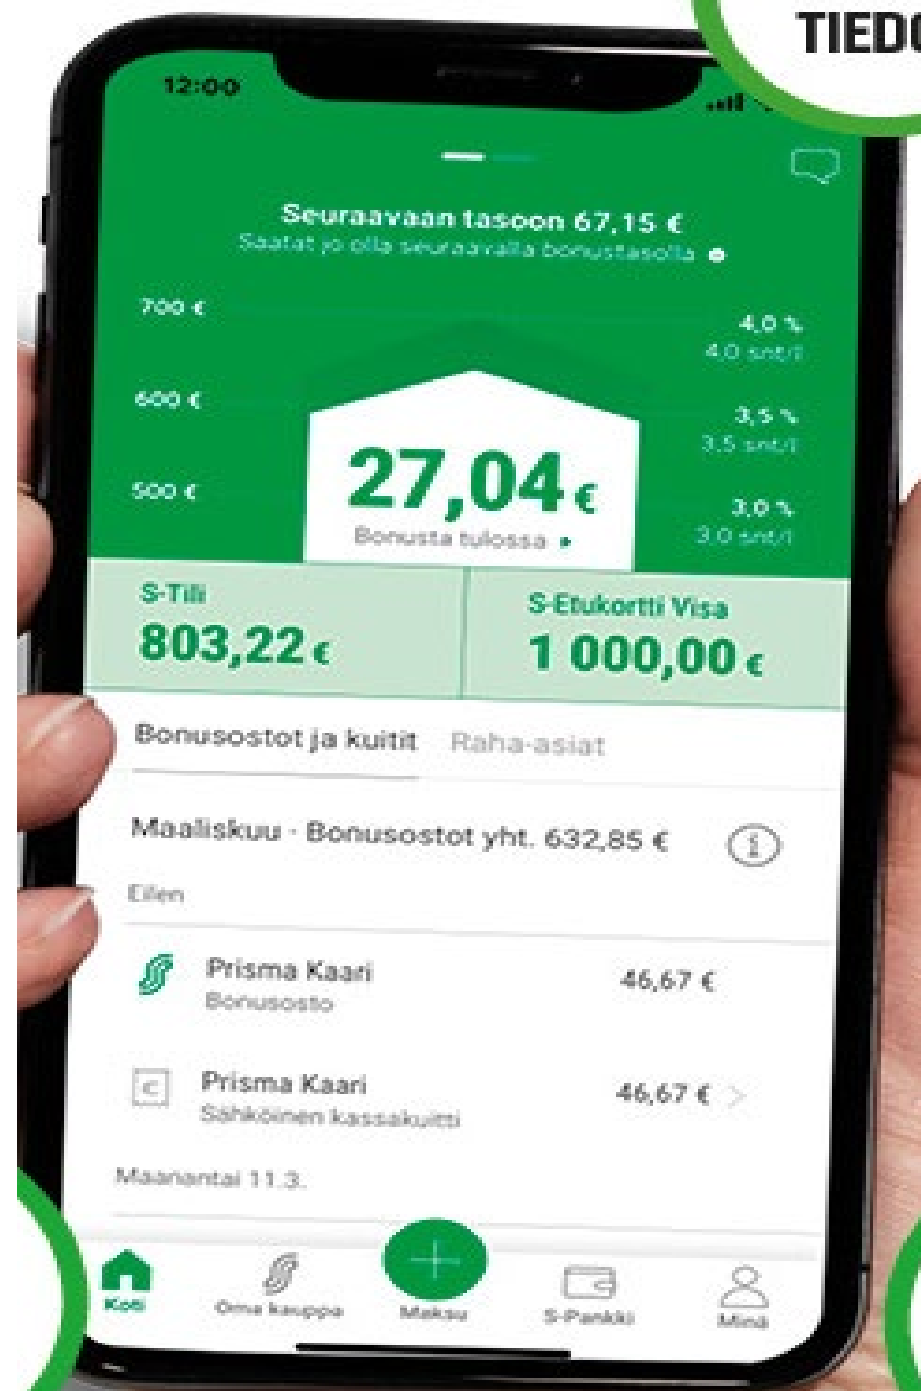 TIEDO
12:00
Seuraavaan tasoon 67,15 €
Saatat jo olla seuraavalla bonustasolla
700 €
4,0 %
4,0 snt/l
600 €
3,5 %
3,5 snt/l
500 €
3,0 %
3,0 snt/l
27,04 €
Bonusta tulossa
S-Tili
803,22 €
S-Etukortti Visa
1 000,00 €
Bonusostot ja kuitit Raha-asiat
Maaliskuu - Bonusostot yht. 632,85 €
Eilen
Prisma Kaari 46,67 €
Bonusosto
Prisma Kaari 46,67 €
Sähköinen kassakuitti
Maanantai 11.3.
Koti Oma kauppa Maksu S-Pankki Minä